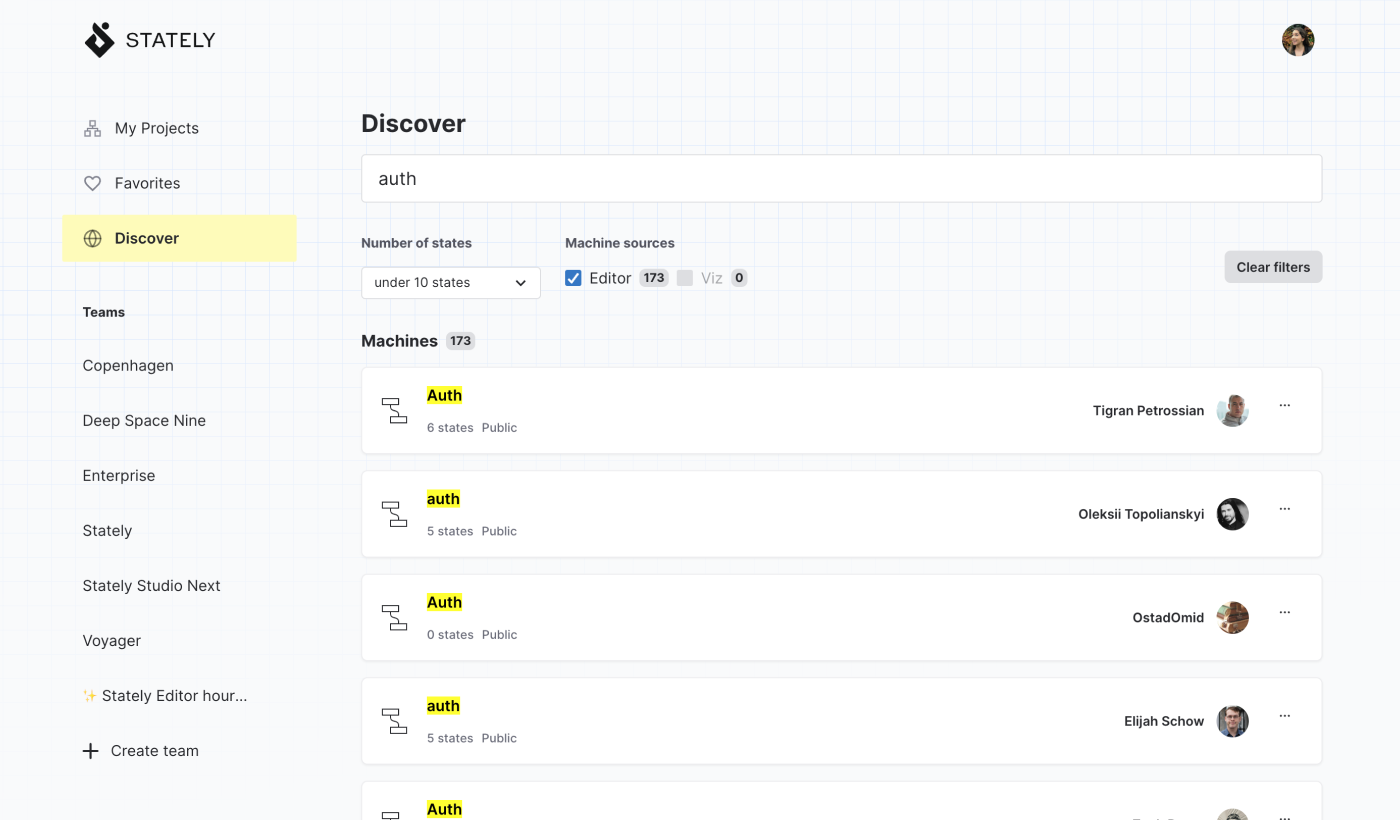 STATELY
My Projects
Favorites
Discover
Teams
Copenhagen
Deep Space Nine
Enterprise
Stately
Stately Studio Next
Voyager
✨ Stately Editor hour...
Create team
Discover
auth
Number of states
under 10 states
Machine sources
Editor 173 Viz 0
Clear filters
Machines 173
Auth
6 states Public
Tigran Petrossian
auth
5 states Public
Oleksii Topolianskyi
Auth
0 states Public
OstadOmid
auth
5 states Public
Elijah Schow
Auth